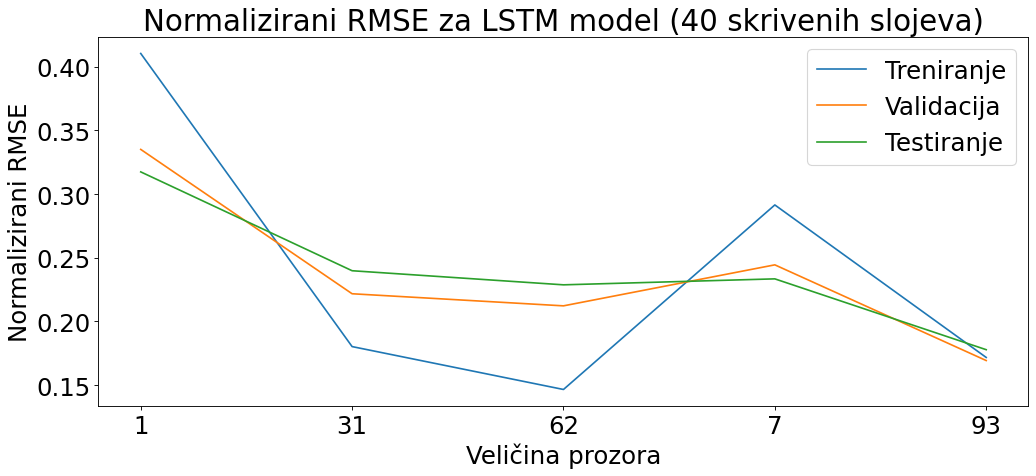 Normalizirani RMSE za LSTM model (40 skrivenih slojeva)
Normalizirani RMSE
0.40
0.35
0.30
0.25
0.20
0.15
Treniranje
Validacija
Testiranje
1 31 62 7 93
Veličina prozora